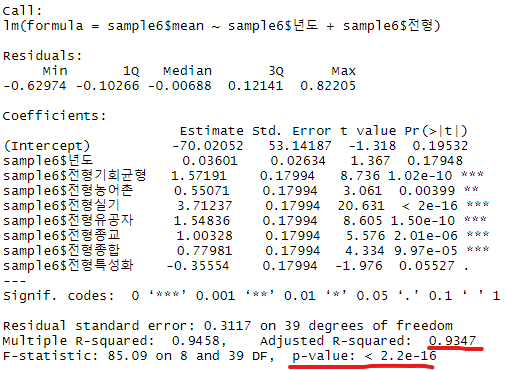 Call:
lm(formula = sample6$mean ~ sample6$년도 + sample6$전형)
Residuals:
Min 1Q Median 3Q Max
-0.62974 -0.10266 -0.00688 0.12141 0.82205
Coefficients:
Estimate Std. Error t value Pr(>|t|)
(Intercept) -70.02052 53.14187 -1.318 0.19532
sample6$년도 0.03601 0.02634 1.367 0.17948
sample6$전형기회균형 1.57191 0.17994 8.736 1.02e-10 ***
sample6$전형농어촌 0.55071 0.17994 3.061 0.00399 **
sample6$전형실기 3.71237 0.17994 20.631 < 2e-16 ***
sample6$전형유공자 1.54836 0.17994 8.605 1.50e-10 ***
sample6$전형종교 1.00328 0.17994 5.576 2.01e-06 ***
sample6$전형종합 0.77981 0.17994 4.334 9.97e-05 ***
sample6$전형특성화 -0.35554 0.17994 -1.976 0.05527 .
---
Signif. codes: 0 ‘***’ 0.001 ‘**’ 0.01 ‘*’ 0.05 ‘.’ 0.1 ‘ ’ 1
Residual standard error: 0.3117 on 39 degrees of freedom
Multiple R-squared: 0.9458, Adjusted R-squared: 0.9347
F-statistic: 85.09 on 8 and 39 DF, p-value: < 2.2e-16